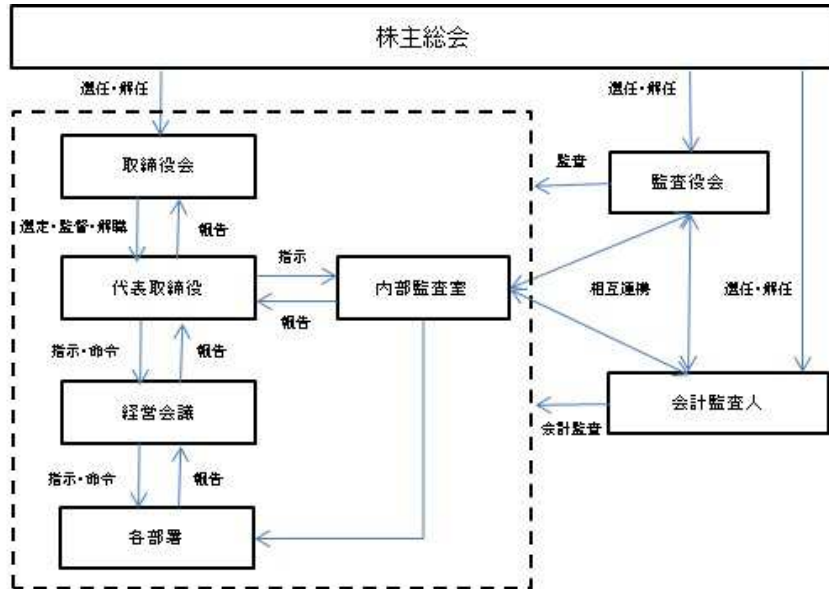 株主総会
選任・解任
選任・解任
取締役会
監査
監査役会
選定・監督・解職
報告
指示
代表取締役
内部監査室
相互連携
選任・解任
報告
指示・命令
報告
経営会議
会計監査人
会計監査
指示・命令
報告
各部署